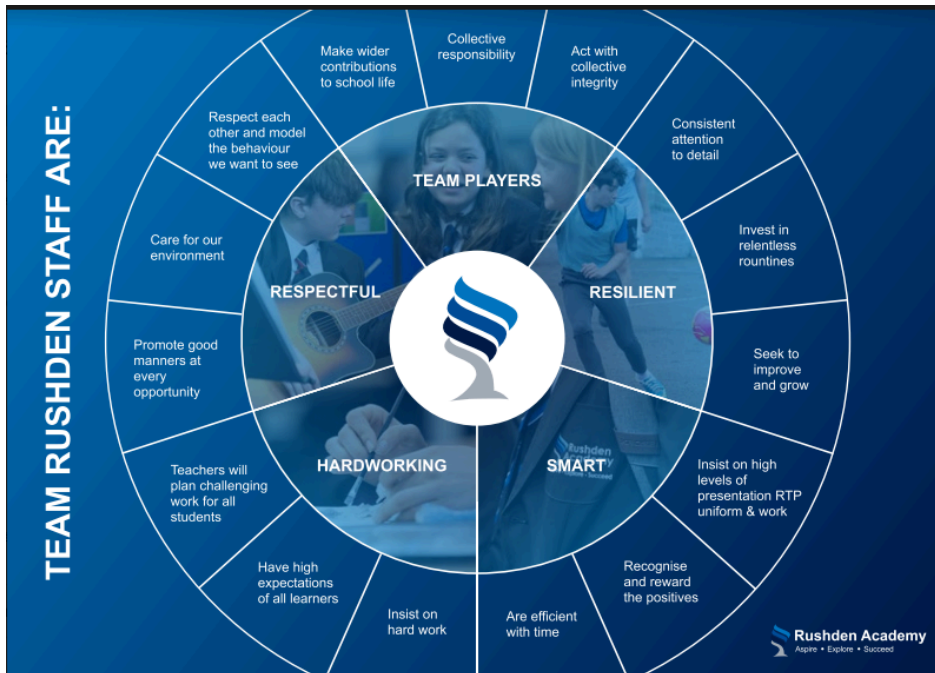 TEAM RUSHDEN STAFF ARE:
Make wider
contributions
to school life
Collective
responsibility
Act with
collective
integrity
TEAM PLAYERS
Consistent
attention
to detail
Invest in
relentless
rountines
Seek to
improve
and grow
RESILIENT
Insist on high
levels of
presentation RTP
uniform & work
Recognise
and reward
the positives
Are efficient
with time
SMART
Rushden
Academy
Insist on
hard work
Have high
expectations
of all learners
Teachers will
plan challenging
work for all
students
HARDWORKING
Promote good
manners at
every
opportunity
Care for our
environment
Respect each
other and model
the behaviour
we want to see
RESPECTFUL
Rushden Academy
Aspire • Explore • Succeed